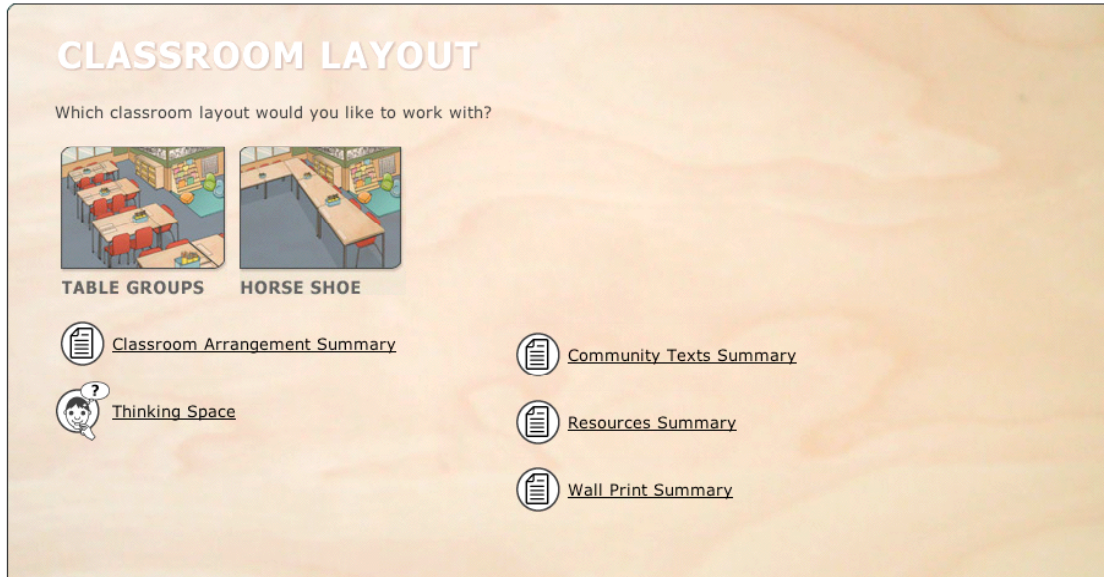 CLASSROOM LAYOUT
Which classroom layout would you like to work with?
TABLE GROUPS
HORSE SHOE
Classroom Arrangement Summary
?
Thinking Space
Community Texts Summary
Resources Summary
Wall Print Summary